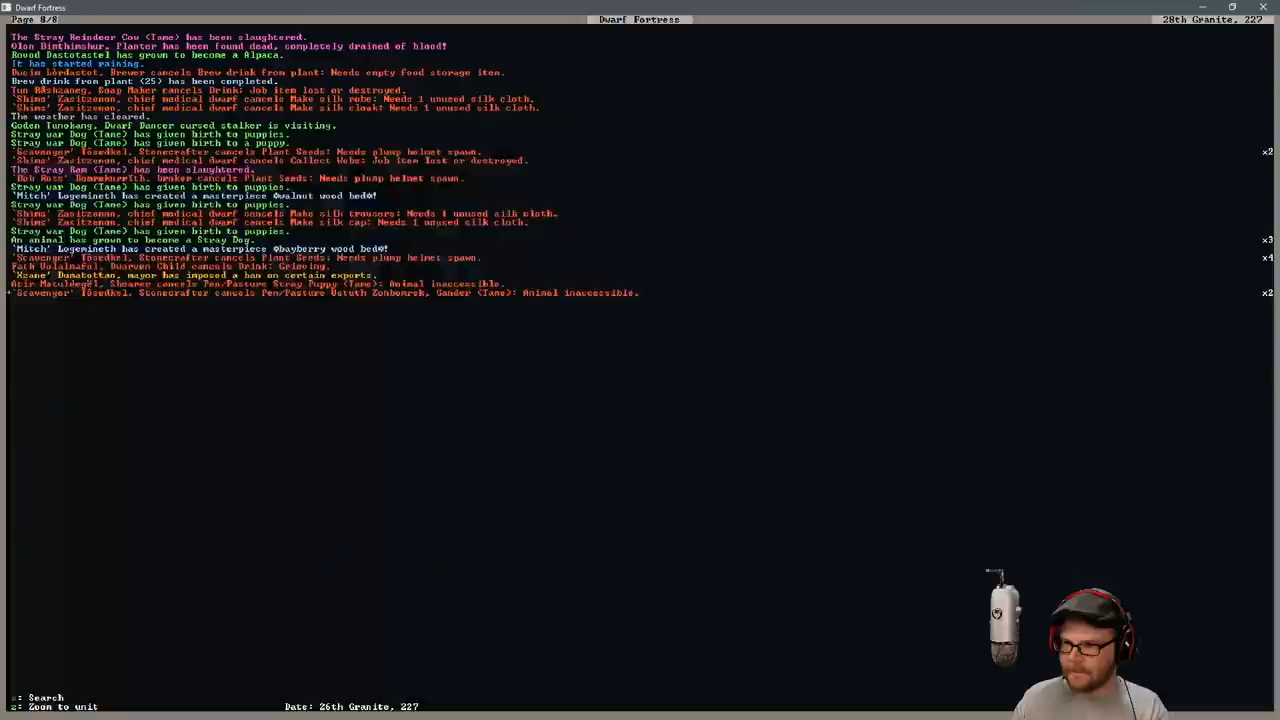 Dwarf Fortress
Page 8/8
Dwarf Fortress
28th Granite, 227
The Stray Reindeer Cow (Tame) has been slaughtered.
Olon Binthimshur, Planter has been found dead, completely drained of blood!
Rovod Dastotastel has grown to become a Alpaca.
It has started raining.
Ducim Lòrdastot, Brewer cancels Brew drink from plant: Needs empty food storage item.
Brew drink from plant (25) has been completed.
Tun Råshzaneg, Soap Maker cancels Drink: Job item lost or destroyed.
`Shims' Zasitzenon, chief medical dwarf cancels Make silk robe: Needs 1 unused silk cloth.
`Shims' Zasitzenon, chief medical dwarf cancels Make silk cloak: Needs 1 unused silk cloth.
The weather has cleared.
Goden Tunokang, Dwarf Dancer cursed stalker is visiting.
Stray war Dog (Tame) has given birth to puppies.
Stray war Dog (Tame) has given birth to a puppy.
`Scavenger' Tösedkel, Stonecrafter cancels Plant Seeds: Needs plump helmet spawn. x2
`Shims' Zasitzenon, chief medical dwarf cancels Collect Webs: Job item lost or destroyed.
The Stray Ram (Tame) has been slaughtered.
`Bob Ross' broker cancels Plant Seeds: Needs plump helmet spawn.
Stray war Dog (Tame) has given birth to puppies.
`Mitch' Logemineth has created a masterpiece ☼walnut wood bed☼!
Stray war Dog (Tame) has given birth to puppies.
`Shims' Zasitzenon, chief medical dwarf cancels Make silk trousers: Needs 1 unused silk cloth.
`Shims' Zasitzenon, chief medical dwarf cancels Make silk cap: Needs 1 unused silk cloth.
Stray war Dog (Tame) has given birth to puppies.
An animal has grown to become a Stray Dog. x3
`Mitch' Logemineth has created a masterpiece ☼bayberry wood bed☼!
`Scavenger' Tösedkel, Stonecrafter cancels Plant Seeds: Needs plump helmet spawn. x4
Fath Dwarven Child cancels Drink: Grieving.
`Xzane' Dumatottan, mayor has imposed a ban on certain exports.
Atir Shearer cancels Pen/Pasture Stray Puppy (Tame): Animal inaccessible.
`Scavenger' Tösedkel, Stonecrafter cancels Pen/Pasture Ustuth Zonbomrek, Gander (Tame): Animal inaccessible. x2
s: Search
z: Zoom to unit
Date: 26th Granite, 227